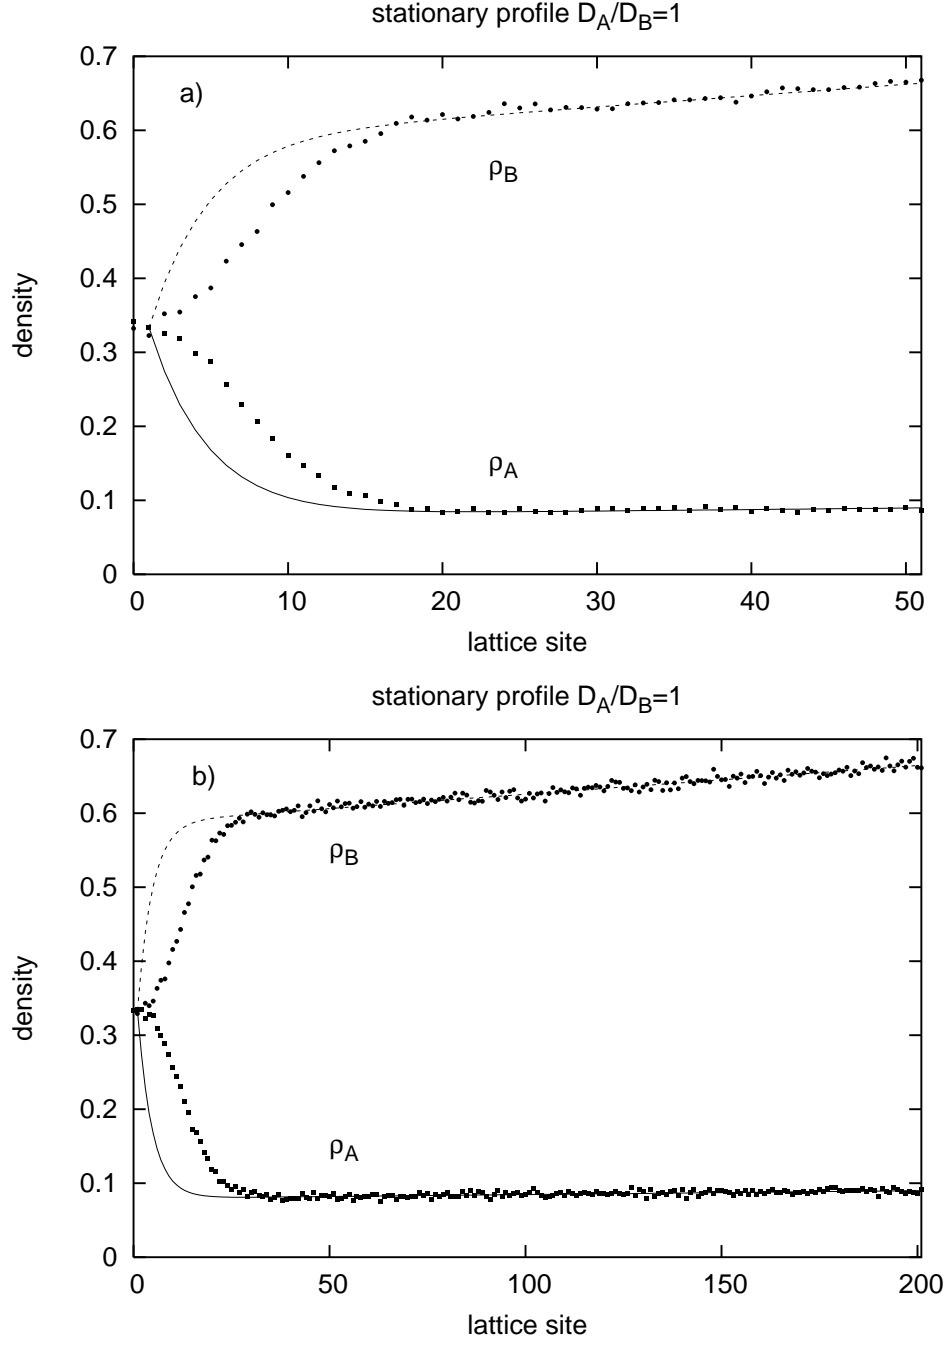 stationary profile D_A/D_B=1
0.7
a)
0.6
ρ_B
0.5
0.4
density
0.3
0.2
ρ_A
0.1
0
0 10 20 30 40 50
lattice site
stationary profile D_A/D_B=1
0.7
b)
0.6
ρ_B
0.5
0.4
density
0.3
0.2
ρ_A
0.1
0
0 50 100 150 200
lattice site